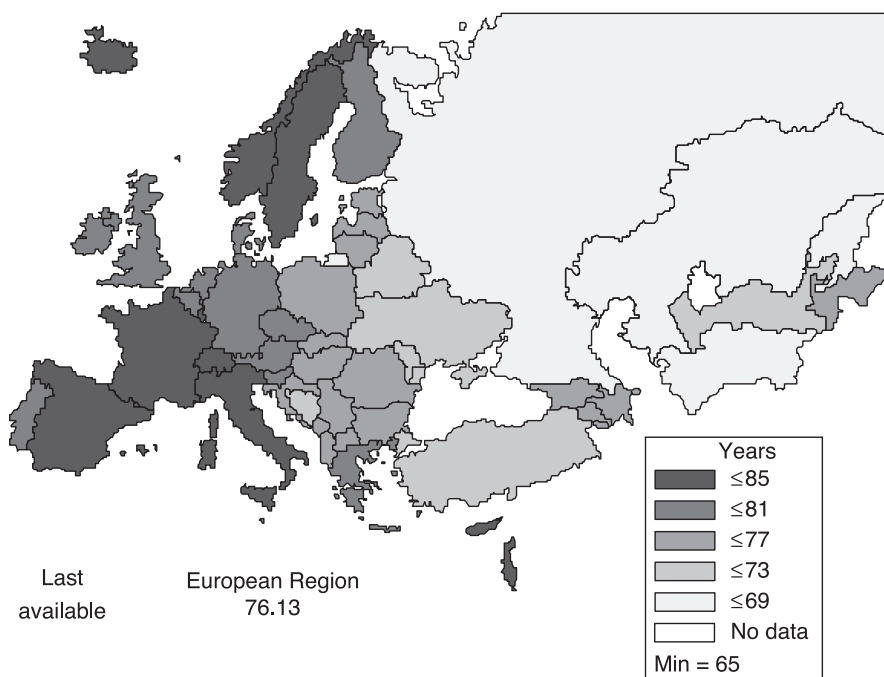 Last
available
European Region
76.13
Years
≤85
≤81
≤77
≤73
≤69
No data
Min = 65